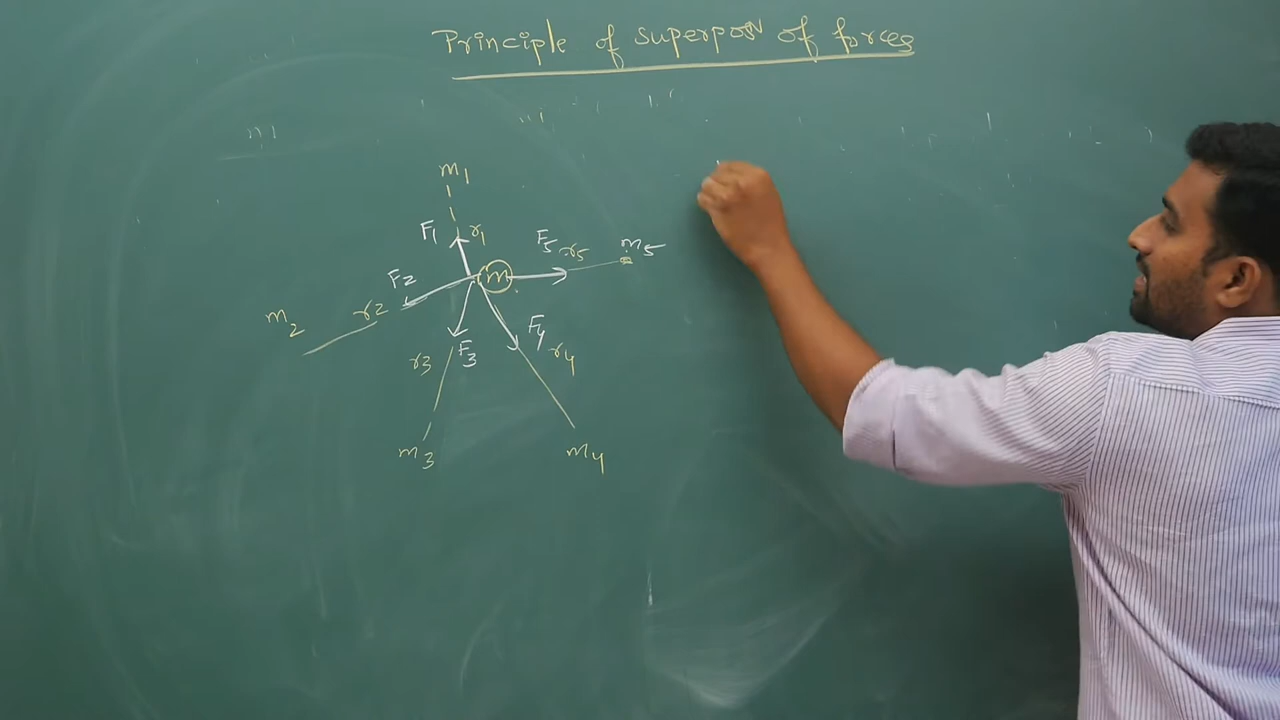 Principle of superposN of forces
m1
F1 r1
F5 r5 m5
m
F2
m2 r2
F4
r3 F3 r4
m3 m4